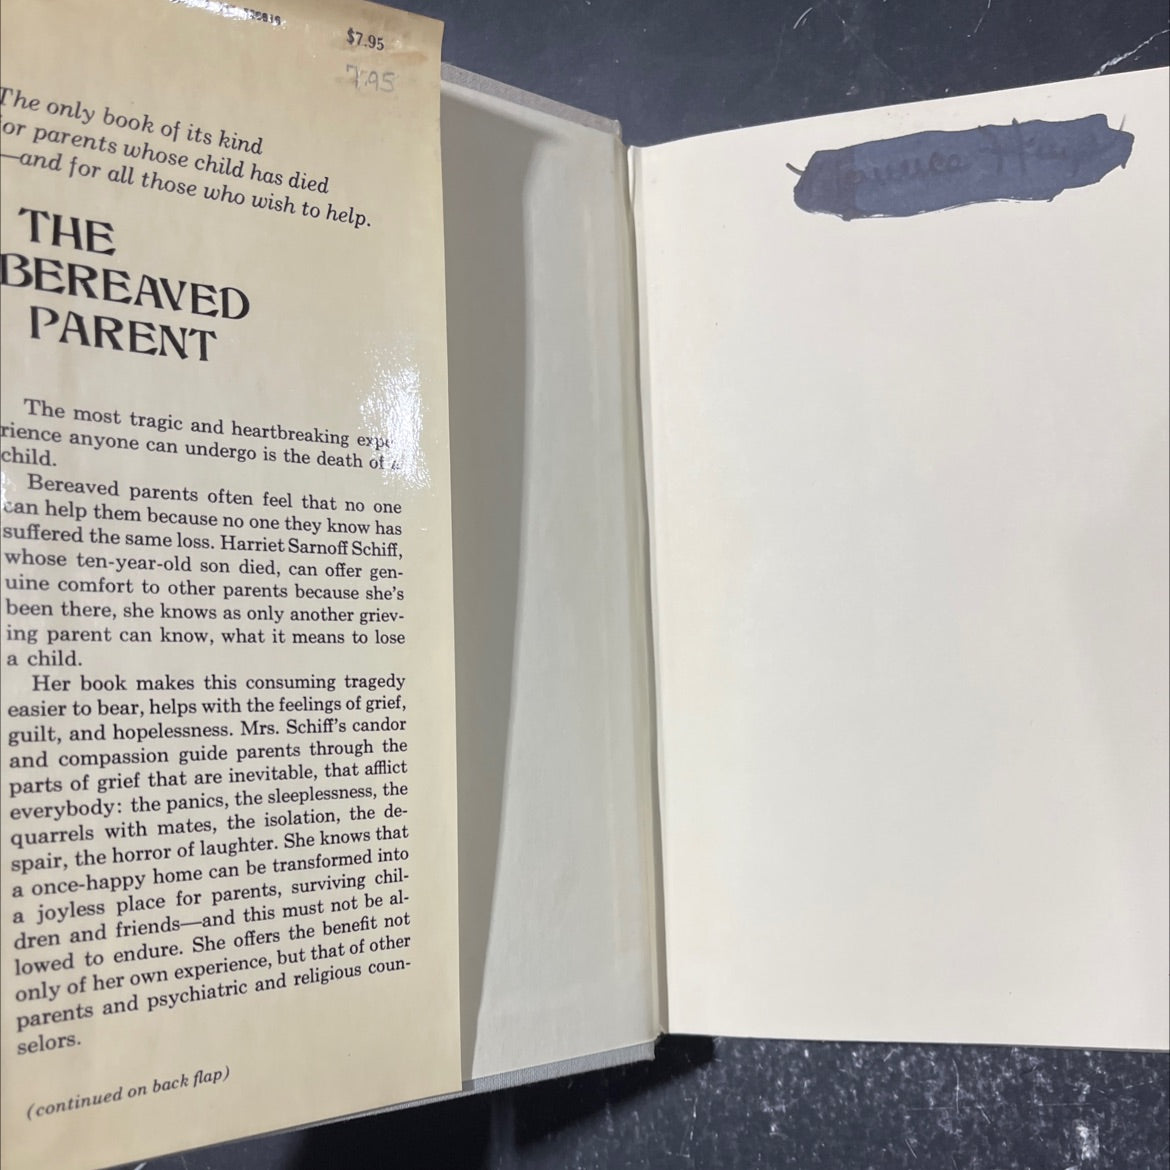 $7.95
7.95
The only book of its kind
for parents whose child has died
—and for all those who wish to help.
THE
BEREAVED
PARENT
The most tragic and heartbreaking expe-
rience anyone can undergo is the death of a
child.
Bereaved parents often feel that no one
can help them because no one they know has
suffered the same loss. Harriet Sarnoff Schiff,
whose ten-year-old son died, can offer gen-
uine comfort to other parents because she's
been there, she knows as only another griev-
ing parent can know, what it means to lose
a child.
Her book makes this consuming tragedy
easier to bear, helps with the feelings of grief,
guilt, and hopelessness. Mrs. Schiff's candor
and compassion guide parents through the
parts of grief that are inevitable, that afflict
everybody: the panics, the sleeplessness, the
quarrels with mates, the isolation, the de-
spair, the horror of laughter. She knows that
a once-happy home can be transformed into
a joyless place for parents, surviving chil-
dren and friends—and this must not be al-
lowed to endure. She offers the benefit not
only of her own experience, but that of other
parents and psychiatric and religious coun-
selors.
(continued on back flap)